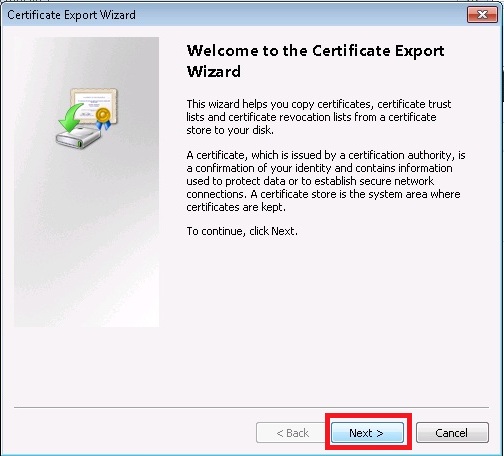 Certificate Export Wizard
Welcome to the Certificate Export
Wizard
This wizard helps you copy certificates, certificate trust
lists and certificate revocation lists from a certificate
store to your disk.
A certificate, which is issued by a certification authority, is
a confirmation of your identity and contains information
used to protect data or to establish secure network
connections. A certificate store is the system area where
certificates are kept.
To continue, click Next.
< Back
Next >
Cancel